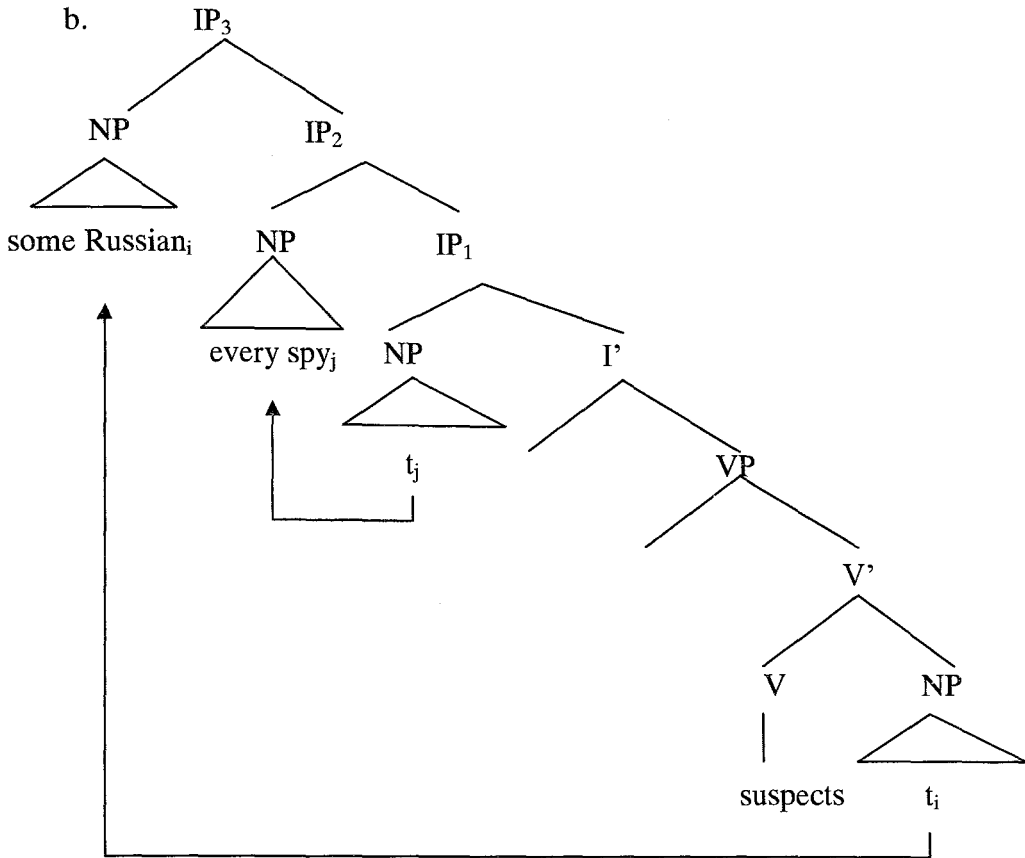 b. IP₃
NP IP₂
some Russianᵢ NP IP₁
every spyⱼ NP I’
tⱼ VP
V’
V NP
suspects tᵢ